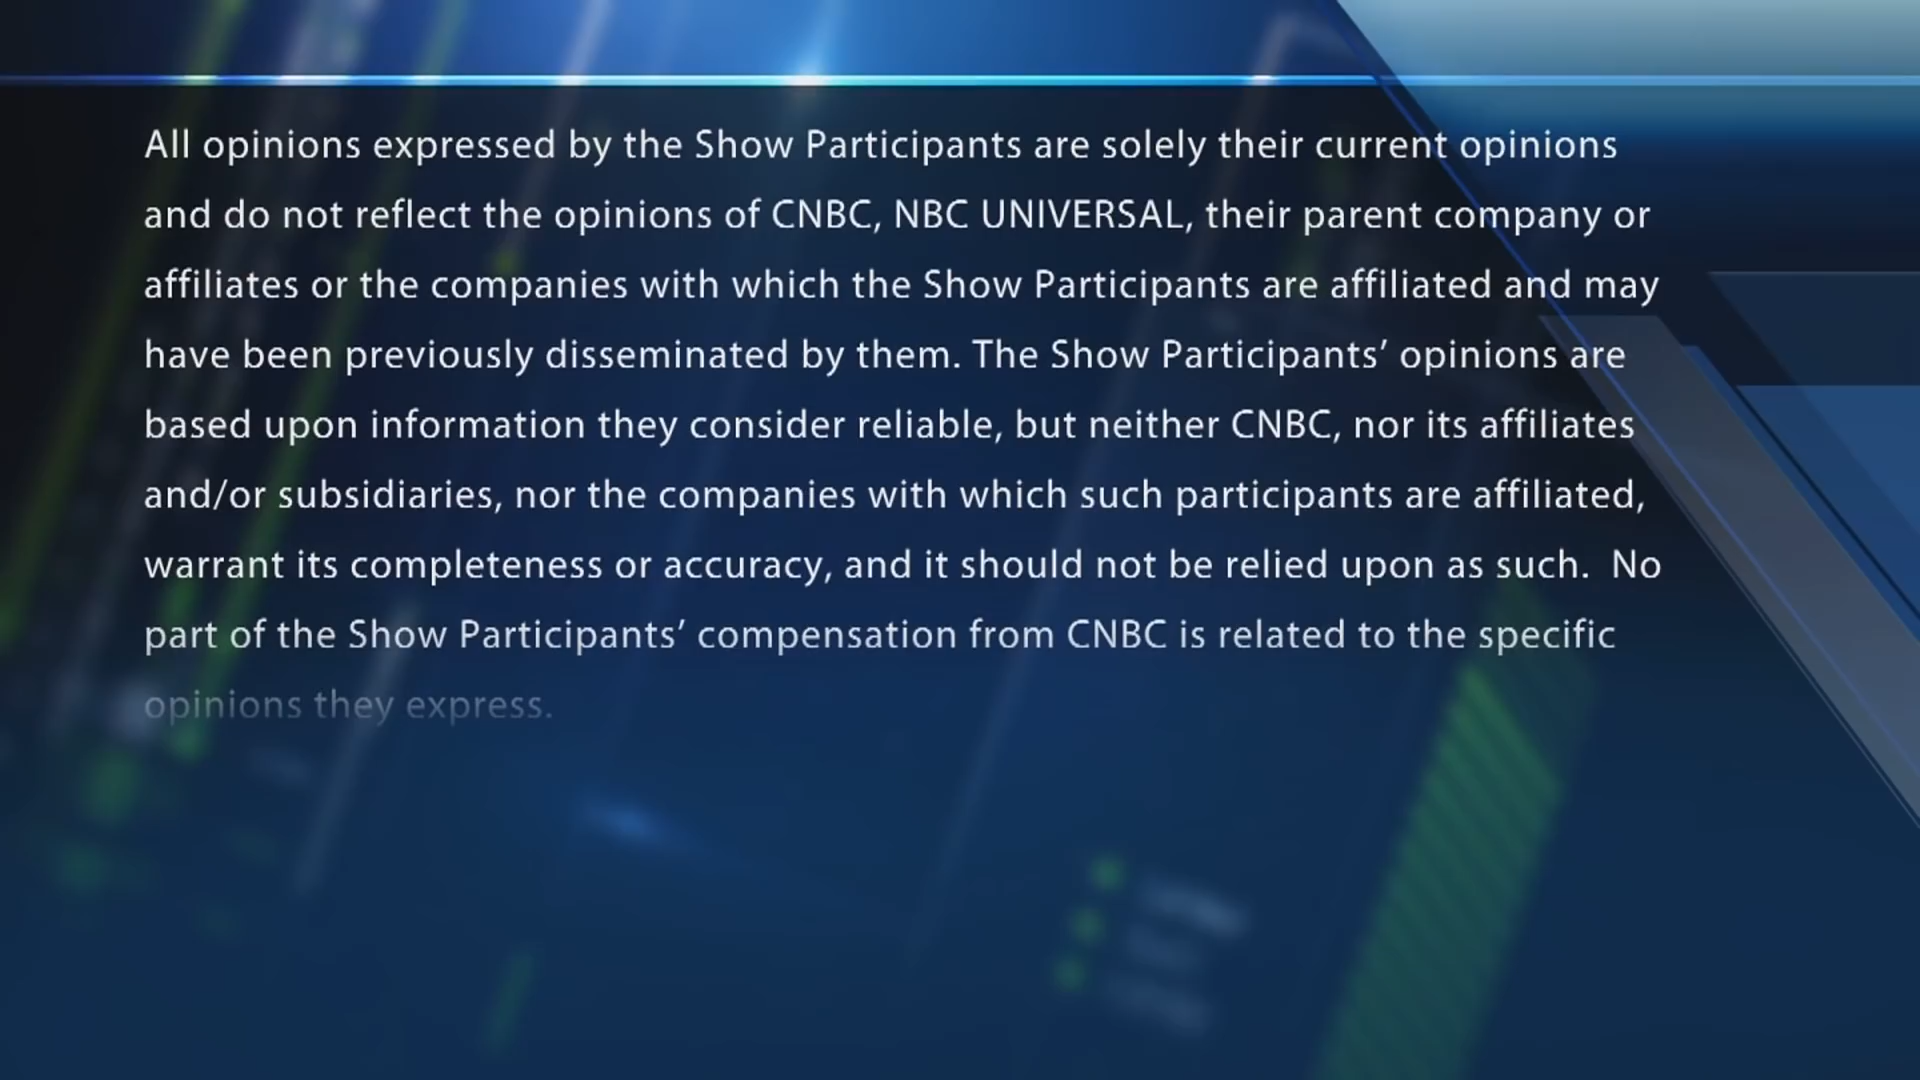 All opinions expressed by the Show Participants are solely their current opinions
and do not reflect the opinions of CNBC, NBC UNIVERSAL, their parent company or
affiliates or the companies with which the Show Participants are affiliated and may
have been previously disseminated by them. The Show Participants’ opinions are
based upon information they consider reliable, but neither CNBC, nor its affiliates
and/or subsidiaries, nor the companies with which such participants are affiliated,
warrant its completeness or accuracy, and it should not be relied upon as such.  No
part of the Show Participants’ compensation from CNBC is related to the specific
opinions they express.